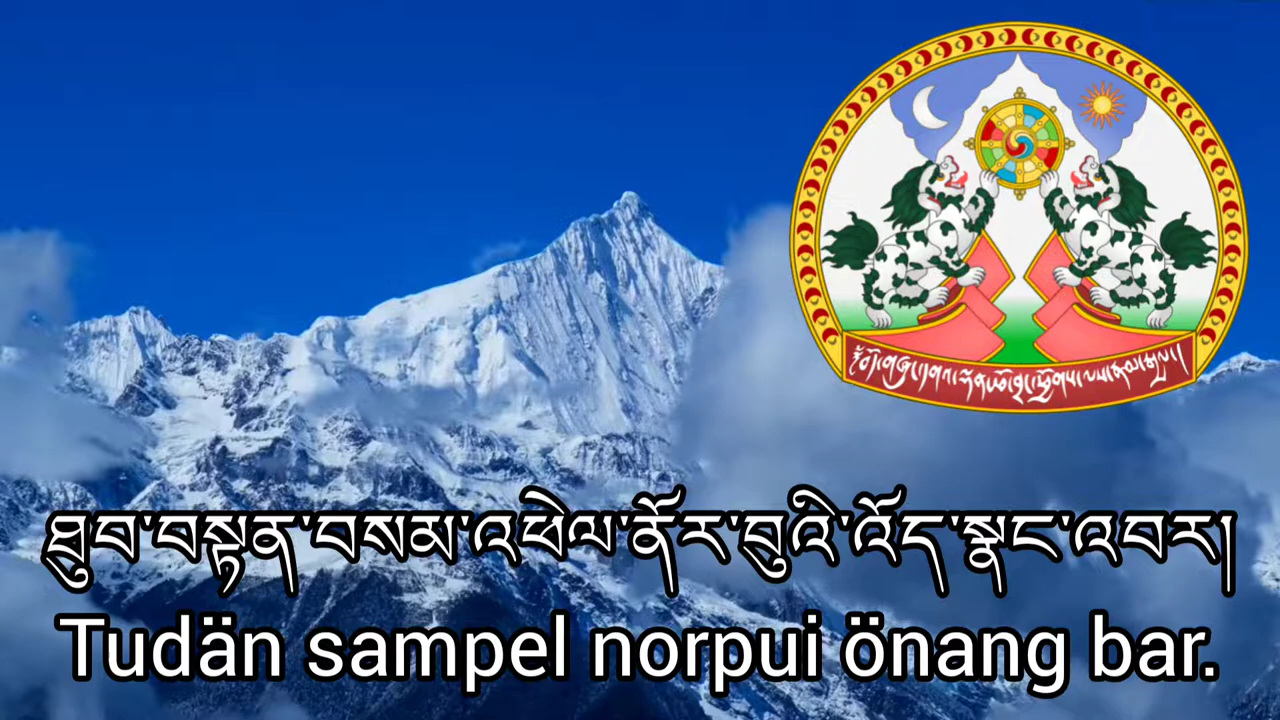 ཐུབ་བསྟན་བསམ་འཕེལ་ནོར་བུའི་འོད་སྣང་འབར།
Tudän sampel norpui önang bar.